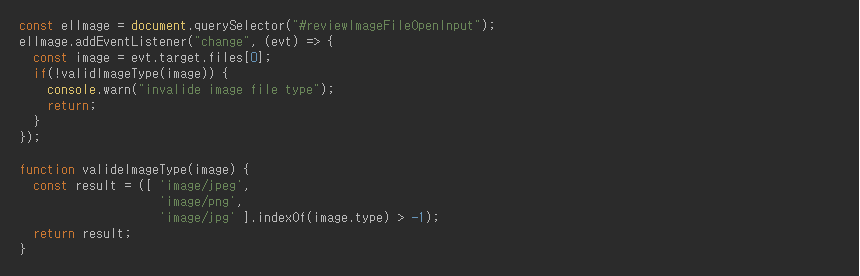 const elImage = document.querySelector("#reviewImageFileOpenInput");
elImage.addEventListener("change", (evt) => {
  const image = evt.target.files[0];
  if(!validImageType(image)) {
    console.warn("invalide image file type");
    return;
  }
});

function valideImageType(image) {
  const result = ([ 'image/jpeg',
                    'image/png',
                    'image/jpg' ].indexOf(image.type) > -1);
  return result;
}